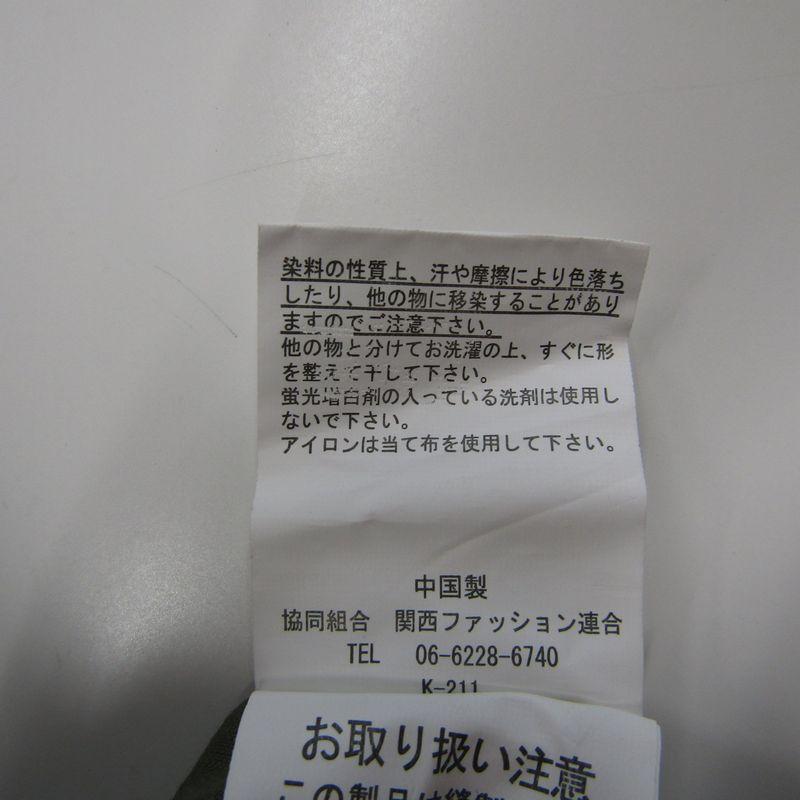 染料の性質上、汗や摩擦により色落ち
したり、他の物に移染することがあり
ますのでご注意下さい。
他の物と分けてお洗濯の上、すぐに形
を整えて干して下さい。
蛍光増白剤の入っている洗剤は使用し
ないで下さい。
アイロンは当て布を使用して下さい。
中国製
協同組合 関西ファッション連合
TEL 06-6228-6740
K-211
お取り扱い注意
この製品は縫製